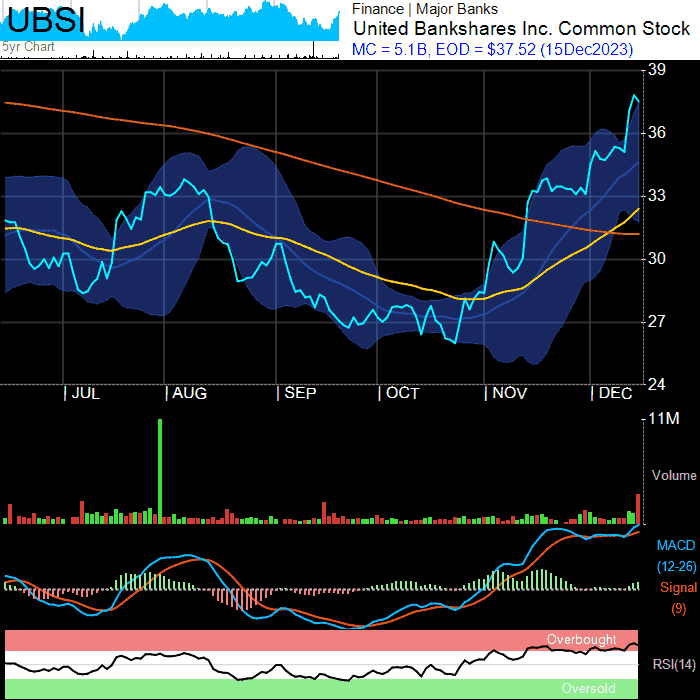 UBSI
5yr Chart
Finance | Major Banks
United Bankshares Inc. Common Stock
MC = 5.1B, EOD = $37.52 (15Dec2023)
39
36
33
30
27
24
| JUL | AUG | SEP | OCT | NOV | DEC
11M
Volume
MACD
(12-26)
Signal
(9)
Overbought
RSI(14)
Oversold